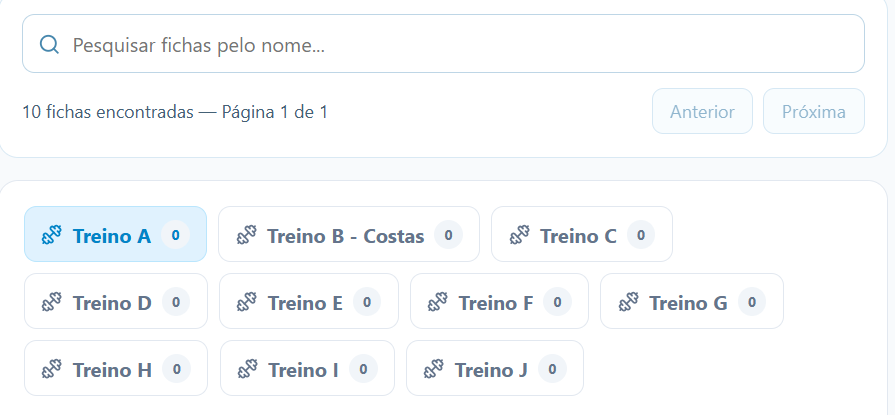 Pesquisar fichas pelo nome...
10 fichas encontradas — Página 1 de 1 Anterior Próxima
Treino A 0 Treino B - Costas 0 Treino C 0
Treino D 0 Treino E 0 Treino F 0 Treino G 0
Treino H 0 Treino I 0 Treino J 0